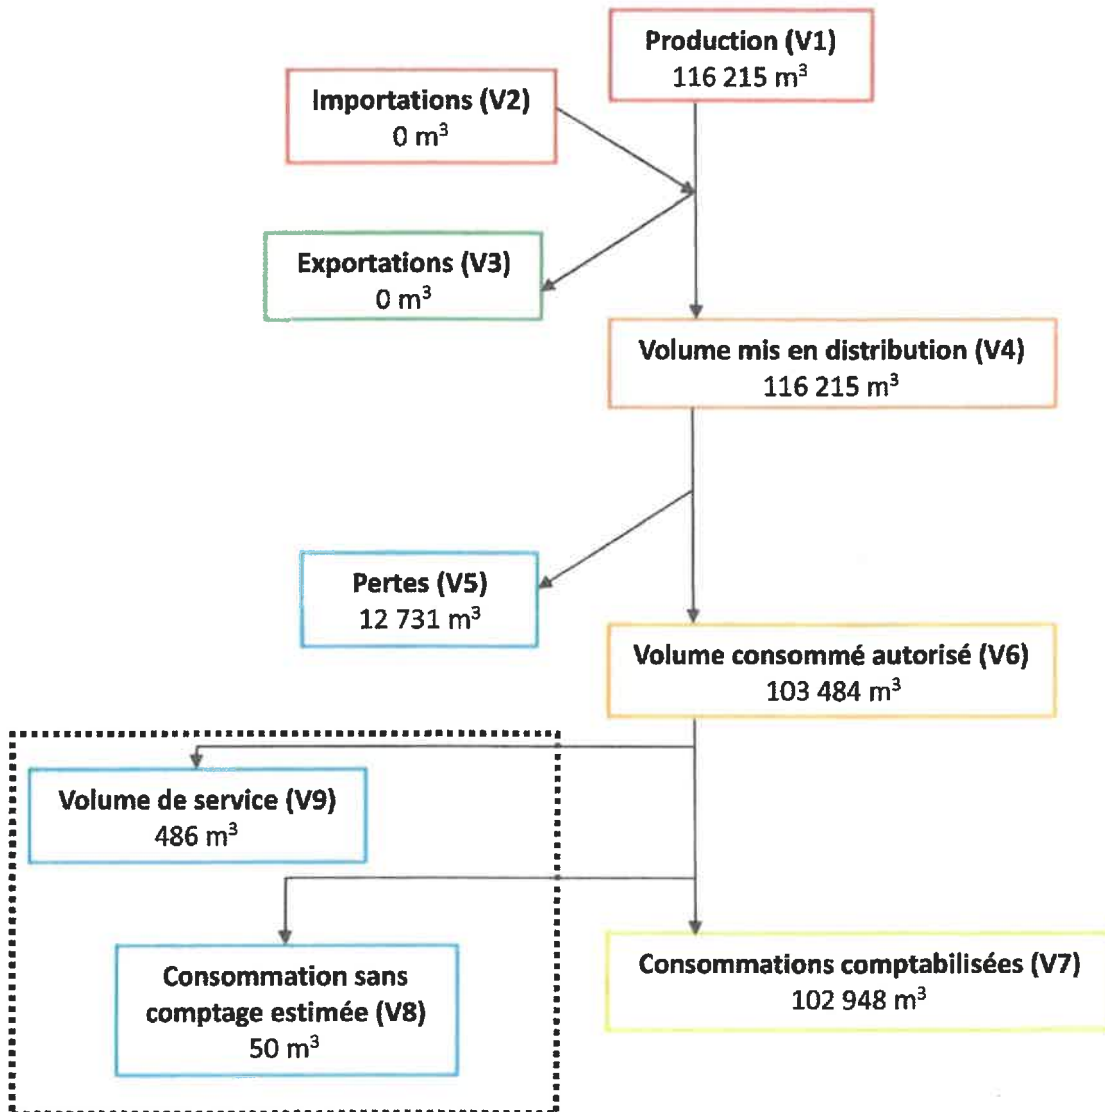 Production (V1)
116 215 m³
Importations (V2)
0 m³
Exportations (V3)
0 m³
Volume mis en distribution (V4)
116 215 m³
Pertes (V5)
12 731 m³
Volume consommé autorisé (V6)
103 484 m³
Volume de service (V9)
486 m³
Consommation sans
comptage estimée (V8)
50 m³
Consommations comptabilisées (V7)
102 948 m³